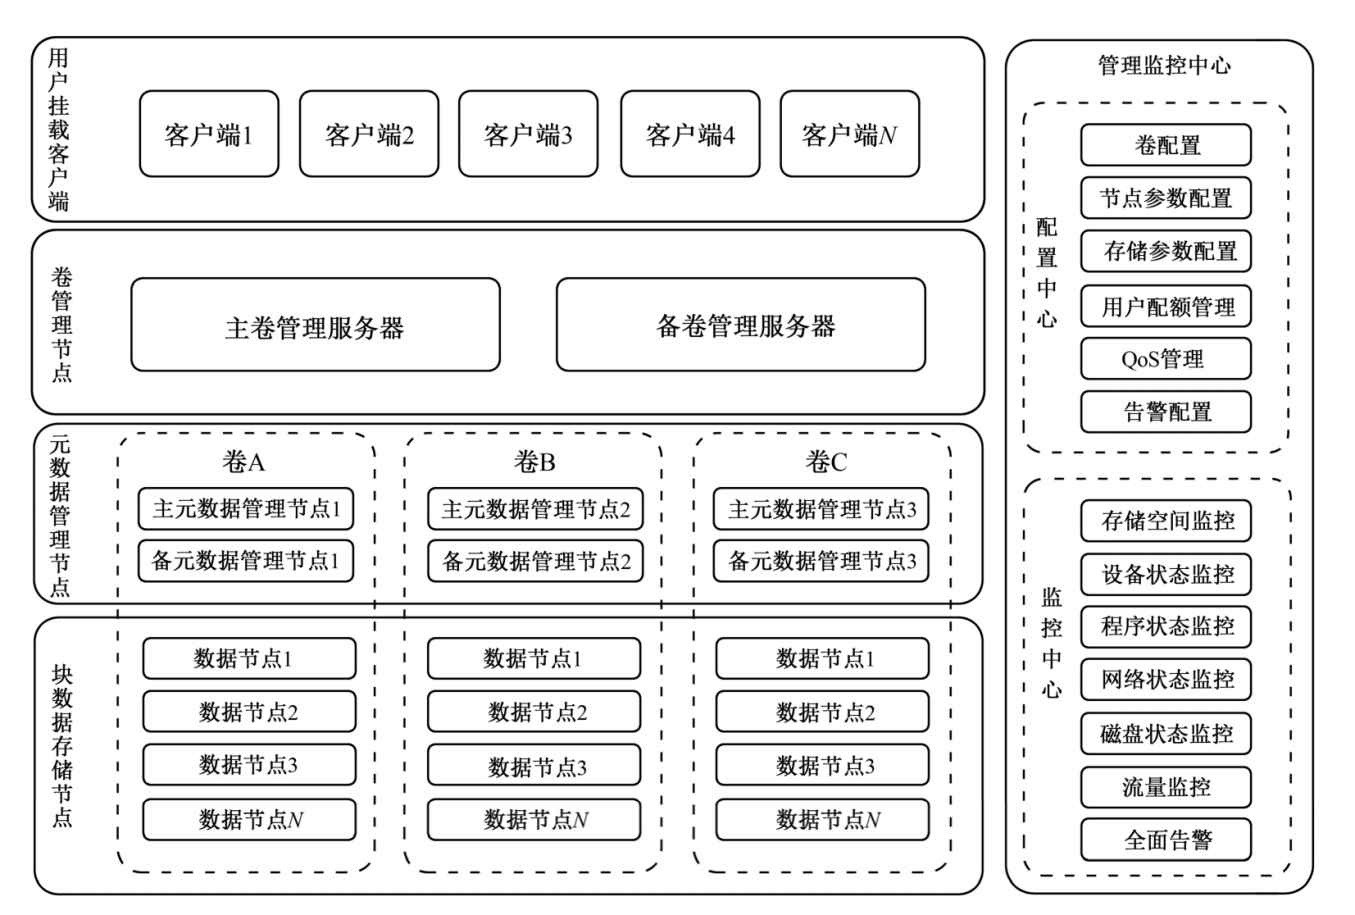 用户挂载客户端
客户端1
客户端2
客户端3
客户端4
客户端N
卷管理节点
主卷管理服务器
备卷管理服务器
元数据管理节点
卷A
主元数据管理节点1
备元数据管理节点1
卷B
主元数据管理节点2
备元数据管理节点2
卷C
主元数据管理节点3
备元数据管理节点3
块数据存储节点
数据节点1
数据节点2
数据节点3
数据节点N
数据节点1
数据节点2
数据节点3
数据节点N
数据节点1
数据节点2
数据节点3
数据节点N
管理监控中心
配置中心
卷配置
节点参数配置
存储参数配置
用户配额管理
QoS管理
告警配置
监控中心
存储空间监控
设备状态监控
程序状态监控
网络状态监控
磁盘状态监控
流量监控
全面告警